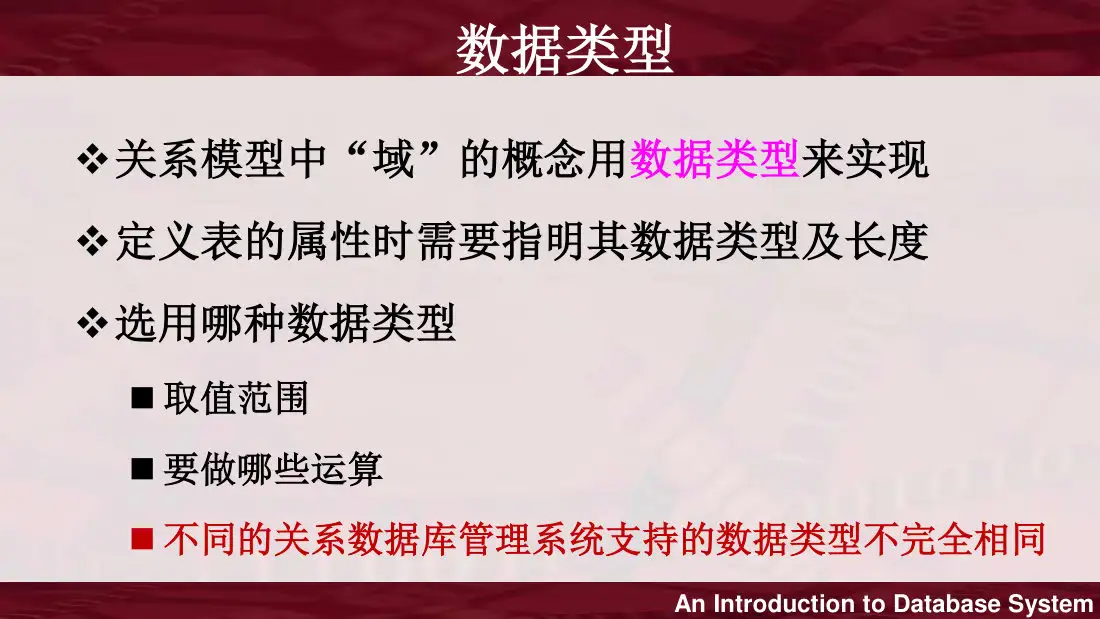 数据类型
❖关系模型中“域”的概念用数据类型来实现
❖定义表的属性时需要指明其数据类型及长度
❖选用哪种数据类型
■取值范围
■要做哪些运算
■不同的关系数据库管理系统支持的数据类型不完全相同
An Introduction to Database System